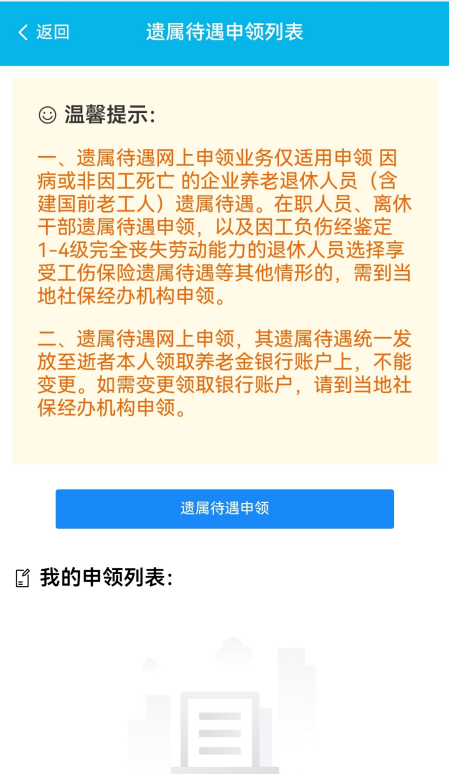 返回
遗属待遇申领列表
温馨提示：
一、遗属待遇网上申领业务仅适用申领 因
病或非因工死亡 的企业养老退休人员（含
建国前老工人）遗属待遇。在职人员、离休
干部遗属待遇申领，以及因工负伤经鉴定
1-4级完全丧失劳动能力的退休人员选择享
受工伤保险遗属待遇等其他情形的，需到当
地社保经办机构申领。
二、遗属待遇网上申领，其遗属待遇统一发
放至逝者本人领取养老金银行账户上，不能
变更。如需变更领取银行账户，请到当地社
保经办机构申领。
遗属待遇申领
我的申领列表：